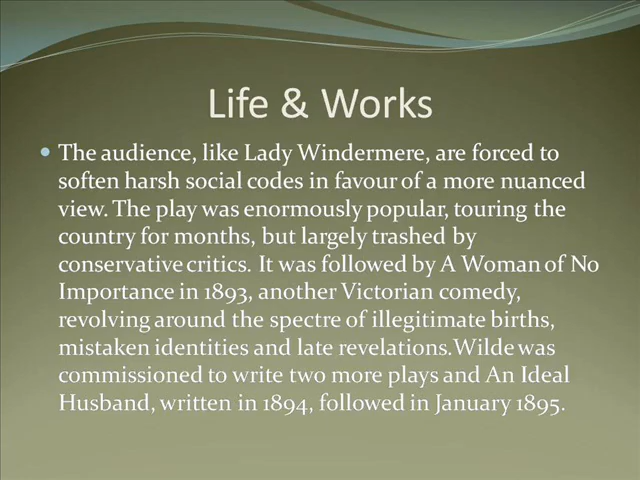 Life & Works
The audience, like Lady Windermere, are forced to
soften harsh social codes in favour of a more nuanced
view. The play was enormously popular, touring the
country for months, but largely trashed by
conservative critics. It was followed by A Woman of No
Importance in 1893, another Victorian comedy,
revolving around the spectre of illegitimate births,
mistaken identities and late revelations.Wilde was
commissioned to write two more plays and An Ideal
Husband, written in 1894, followed in January 1895.